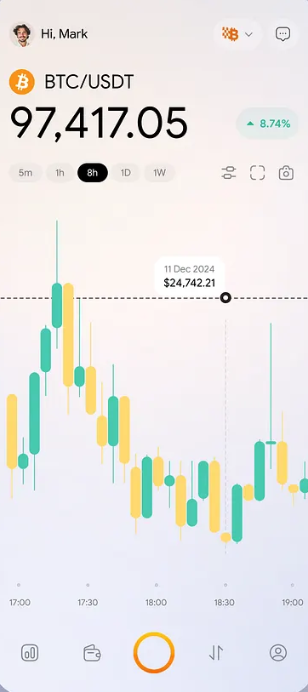 Hi, Mark
BTC/USDT
97,417.05
8.74%
5m 1h 8h 1D 1W
11 Dec 2024
$24,742.21
17:00 17:30 18:00 18:30 19:00